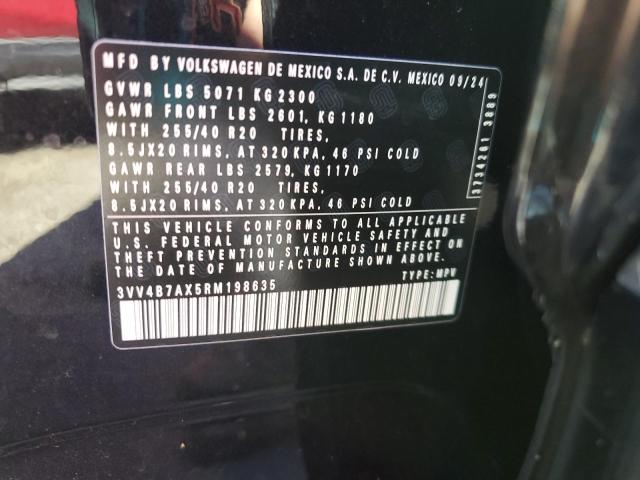 MFD BY VOLKSWAGEN DE MEXICO S.A. DE C.V. MEXICO 09/24
GVWR LBS 5071 KG 2300
GAWR FRONT LBS 2601, KG 1180
WITH 255/40 R20 TIRES,
8.5JX20 RIMS, AT 320 KPA, 46 PSI COLD
GAWR REAR LBS 2579, KG 1170
WITH 255/40 R20 TIRES,
8.5JX20 RIMS, AT 320 KPA, 46 PSI COLD
THIS VEHICLE CONFORMS TO ALL APPLICABLE
U.S. FEDERAL MOTOR VEHICLE SAFETY AND
THEFT PREVENTION STANDARDS IN EFFECT ON
THE DATE OF MANUFACTURE SHOWN ABOVE.
3VV4B7AX5RM198635 TYPE: MPV
3734261 3889